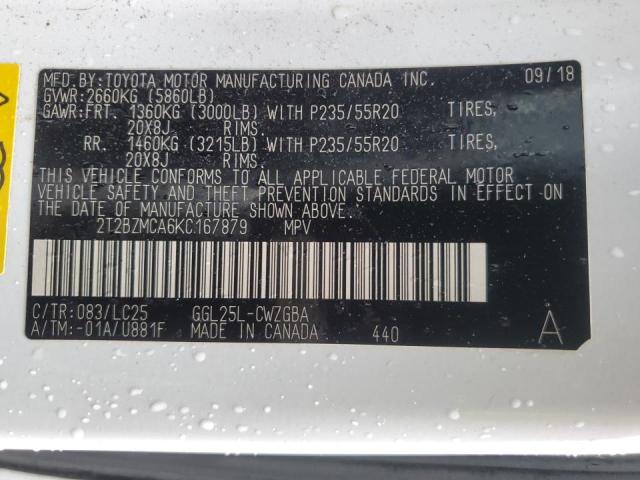 MFD.BY:TOYOTA MOTOR MANUFACTURING CANADA INC. 09/18
GVWR:2660KG (5860LB)
GAWR:FRT. 1360KG (3000LB) WITH P235/55R20 TIRES,
20X8J RIMS.
RR. 1460KG (3215LB) WITH P235/55R20 TIRES,
20X8J RIMS.
THIS VEHICLE CONFORMS TO ALL APPLICABLE FEDERAL MOTOR
VEHICLE SAFETY AND THEFT PREVENTION STANDARDS IN EFFECT ON
THE DATE OF MANUFACTURE SHOWN ABOVE.
2T2BZMCA6KC167879 MPV
C/TR:083/LC25 GGL25L-CWZGBA
A/TM:-01A/U881F MADE IN CANADA 440 A